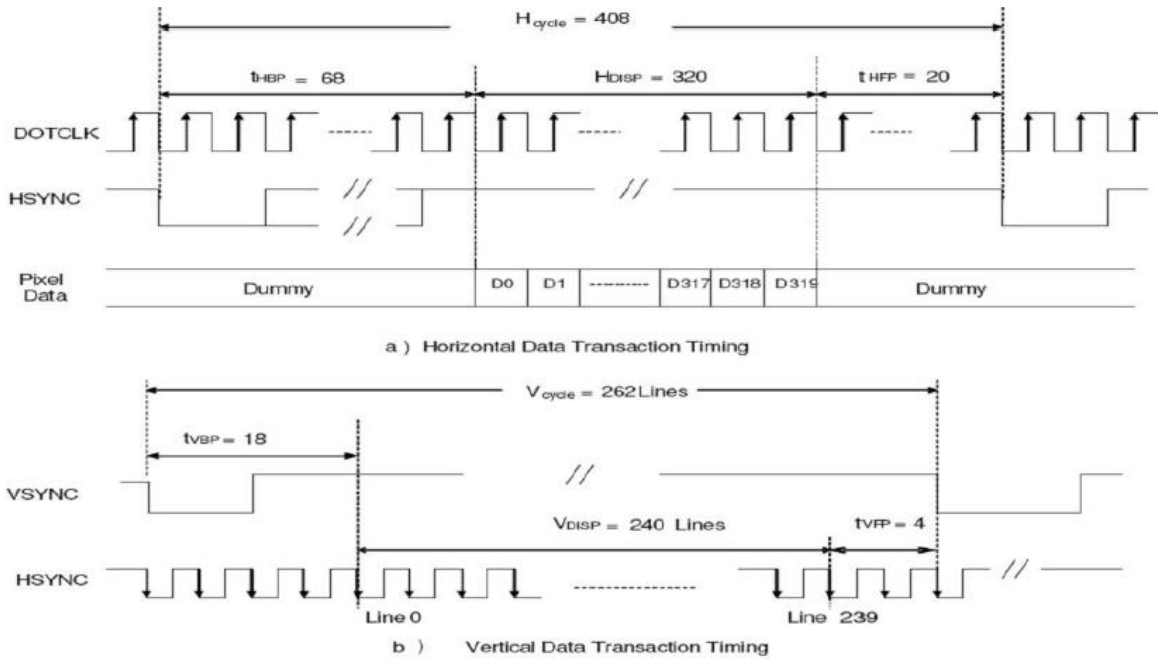 Hcycle = 408
tHBP = 68
HDISP = 320
tHFP = 20
DOTCLK
HSYNC
Pixel Data
Dummy
D0
D1
D317
D318
D319
Dummy
a ) Horizontal Data Transaction Timing
Vcycle = 262 Lines
tVBP = 18
VSYNC
VDISP = 240 Lines
tVFP = 4
HSYNC
Line 0
Line 239
b ) Vertical Data Transaction Timing